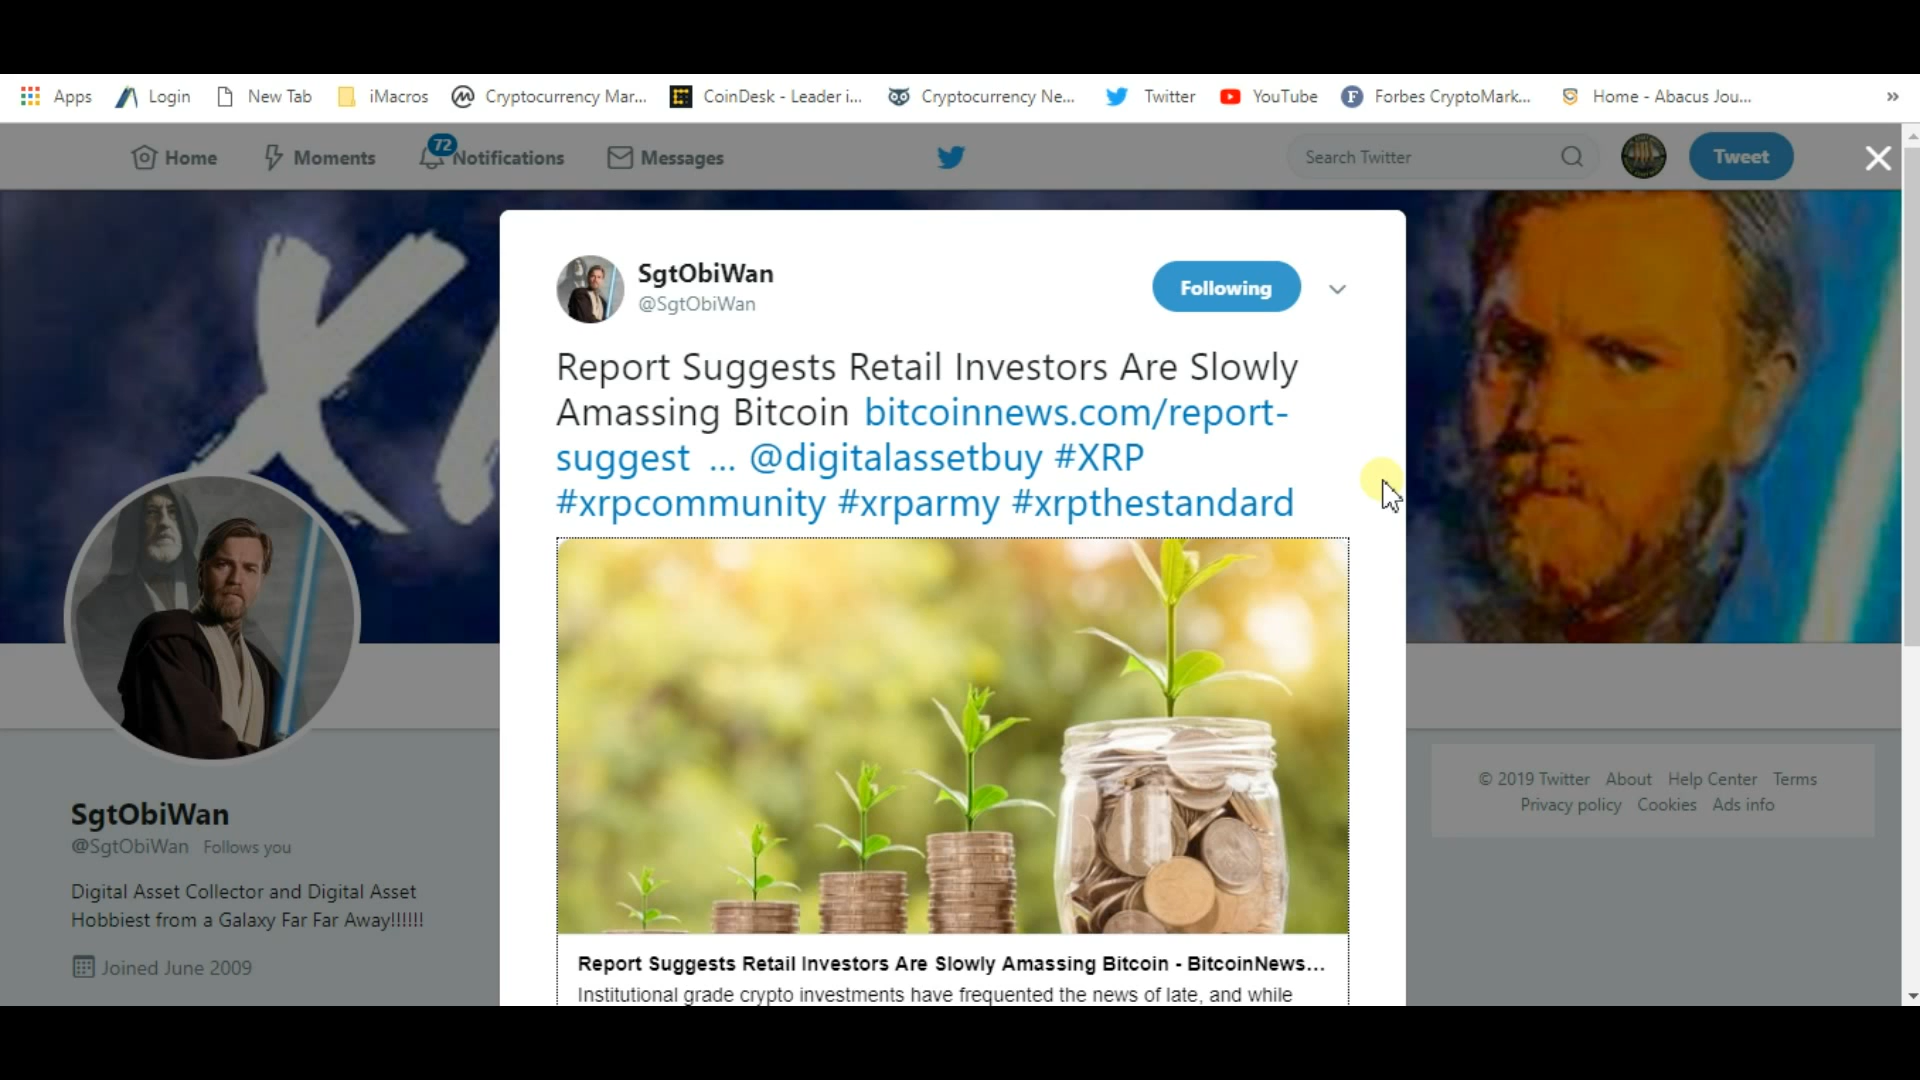 Apps Login New Tab iMacros Cryptocurrency Mar... CoinDesk - Leader i... Cryptocurrency Ne... Twitter YouTube Forbes CryptoMark... Home - Abacus Jou... »
Home Moments 72 Notifications Messages Search Twitter Tweet
SgtObiWan
@SgtObiWan
Following
Report Suggests Retail Investors Are Slowly
Amassing Bitcoin bitcoinnews.com/report-
suggest ... @digitalassetbuy #XRP
#xrpcommunity #xrparmy #xrpthestandard
Report Suggests Retail Investors Are Slowly Amassing Bitcoin - BitcoinNews...
Institutional grade crypto investments have frequented the news of late, and while
SgtObiWan
@SgtObiWan Follows you
Digital Asset Collector and Digital Asset
Hobbiest from a Galaxy Far Far Away!!!!!!
Joined June 2009
© 2019 Twitter About Help Center Terms
Privacy policy Cookies Ads info